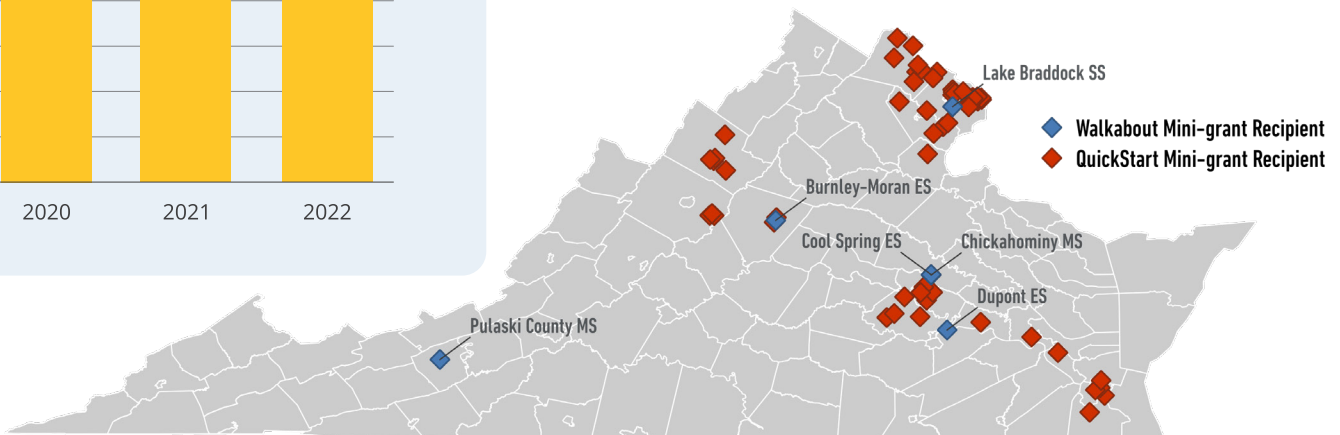 2020 2021 2022
Lake Braddock SS
Walkabout Mini-grant Recipient
QuickStart Mini-grant Recipient
Burnley-Moran ES
Cool Spring ES
Chickahominy MS
Dupont ES
Pulaski County MS